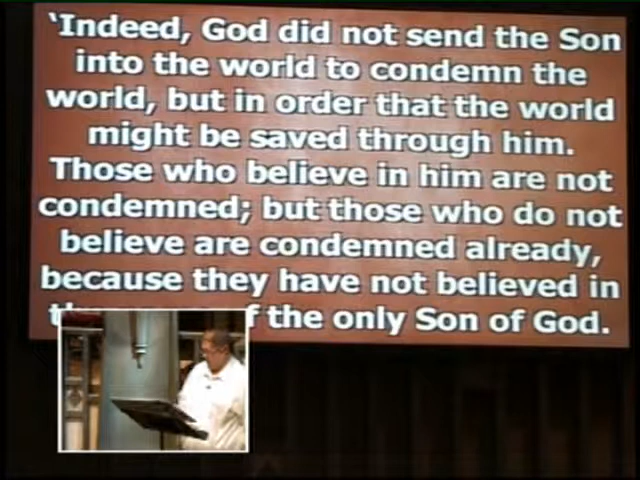 ‘Indeed, God did not send the Son
into the world to condemn the
world, but in order that the world
might be saved through him.
Those who believe in him are not
condemned; but those who do not
believe are condemned already,
because they have not believed in
f the only Son of God.